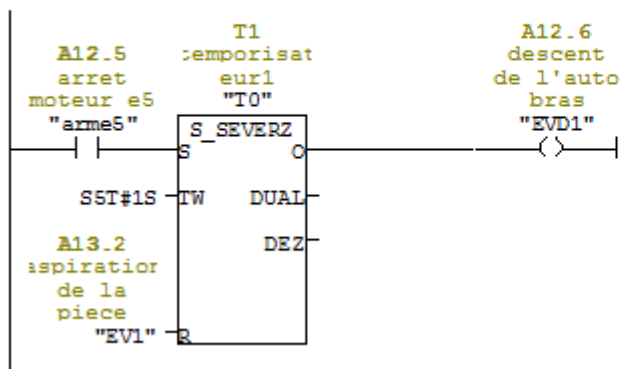 T1
A12.5 :emporisat A12.6
arret eur1 descent
moteur e5 "T0" de l'auto
"arme5" bras
S_SEVERZ "EVD1"
S O
S5T#1S TW DUAL
A13.2 DEZ
aspiration
de la
piece
"EV1" R